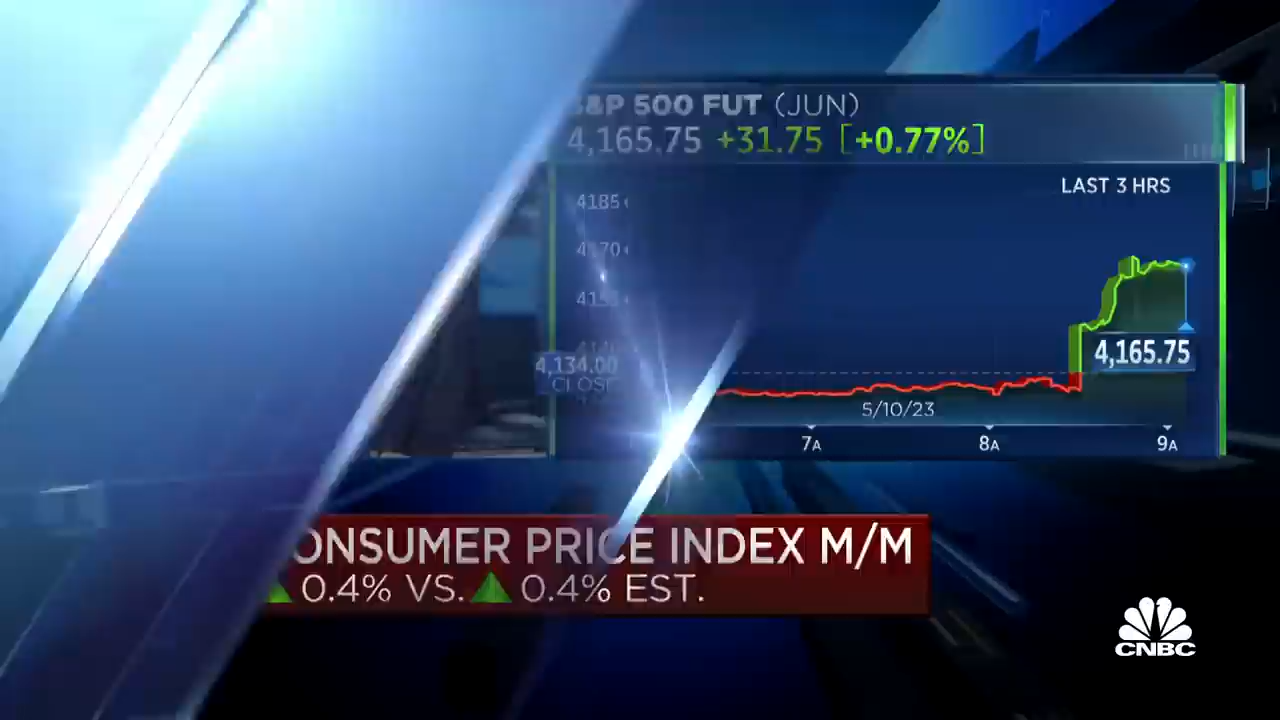 S&P 500 FUT (JUN)
4,165.75 +31.75 [+0.77%]
LAST 3 HRS
4185
4170
4,134.00
CLOSE
4,165.75
5/10/23
7A 8A 9A
ONSUMER PRICE INDEX M/M
0.4% VS. 0.4% EST.
CNBC